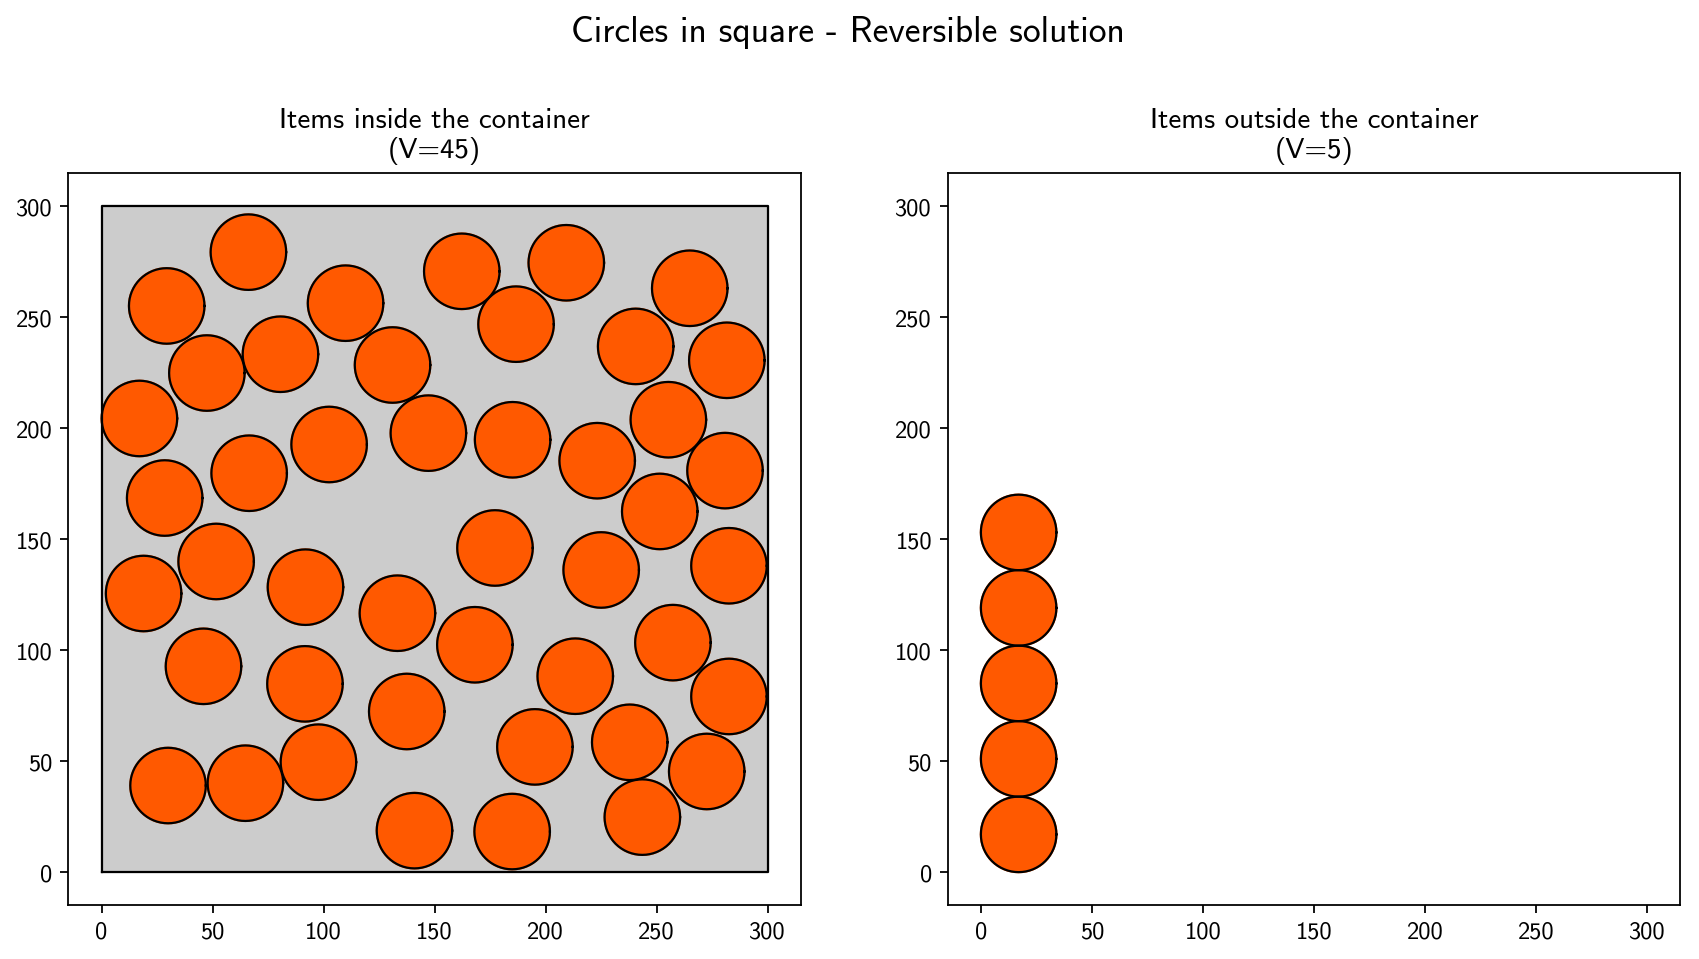 Circles in square - Reversible solution
Items inside the container
(V=45)
300
250
200
150
100
50
0
0 50 100 150 200 250 300
Items outside the container
(V=5)
300
250
200
150
100
50
0
0 50 100 150 200 250 300